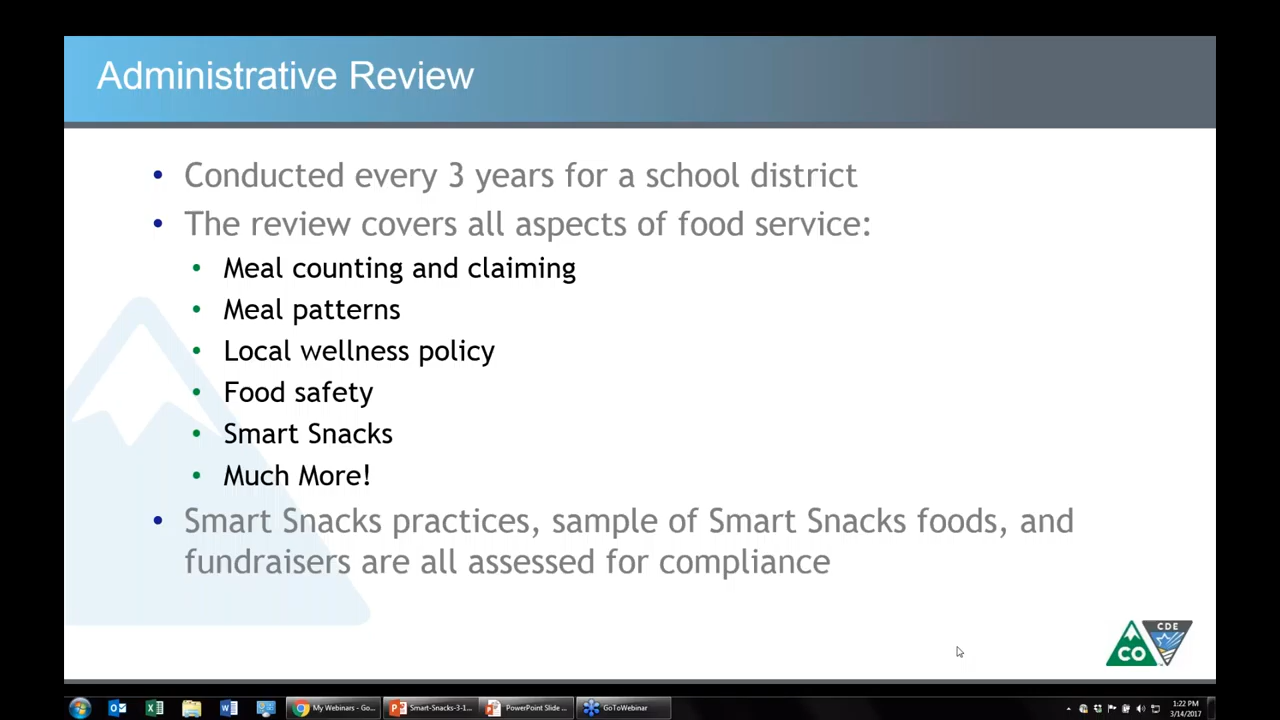 Administrative Review
• Conducted every 3 years for a school district
• The review covers all aspects of food service:
• Meal counting and claiming
• Meal patterns
• Local wellness policy
• Food safety
• Smart Snacks
• Much More!
• Smart Snacks practices, sample of Smart Snacks foods, and
fundraisers are all assessed for compliance
CDE
CO
My Webinars - Go...
Smart-Snacks-3-1...
PowerPoint Slide ...
GoToWebinar
1:22 PM
3/14/2017